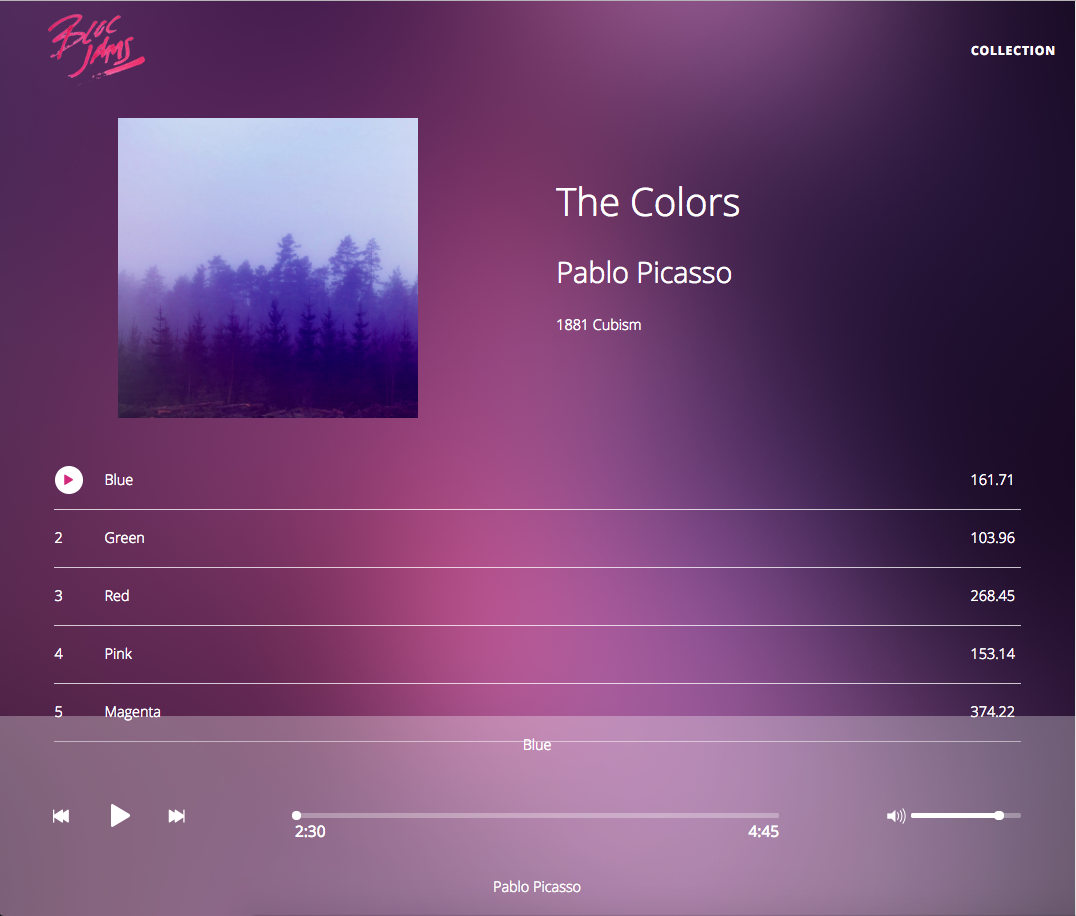 BLOC
JAMS
COLLECTION
The Colors
Pablo Picasso
1881 Cubism
Blue 161.71
2 Green 103.96
3 Red 268.45
4 Pink 153.14
5 Magenta 374.22
Blue
2:30 4:45
Pablo Picasso